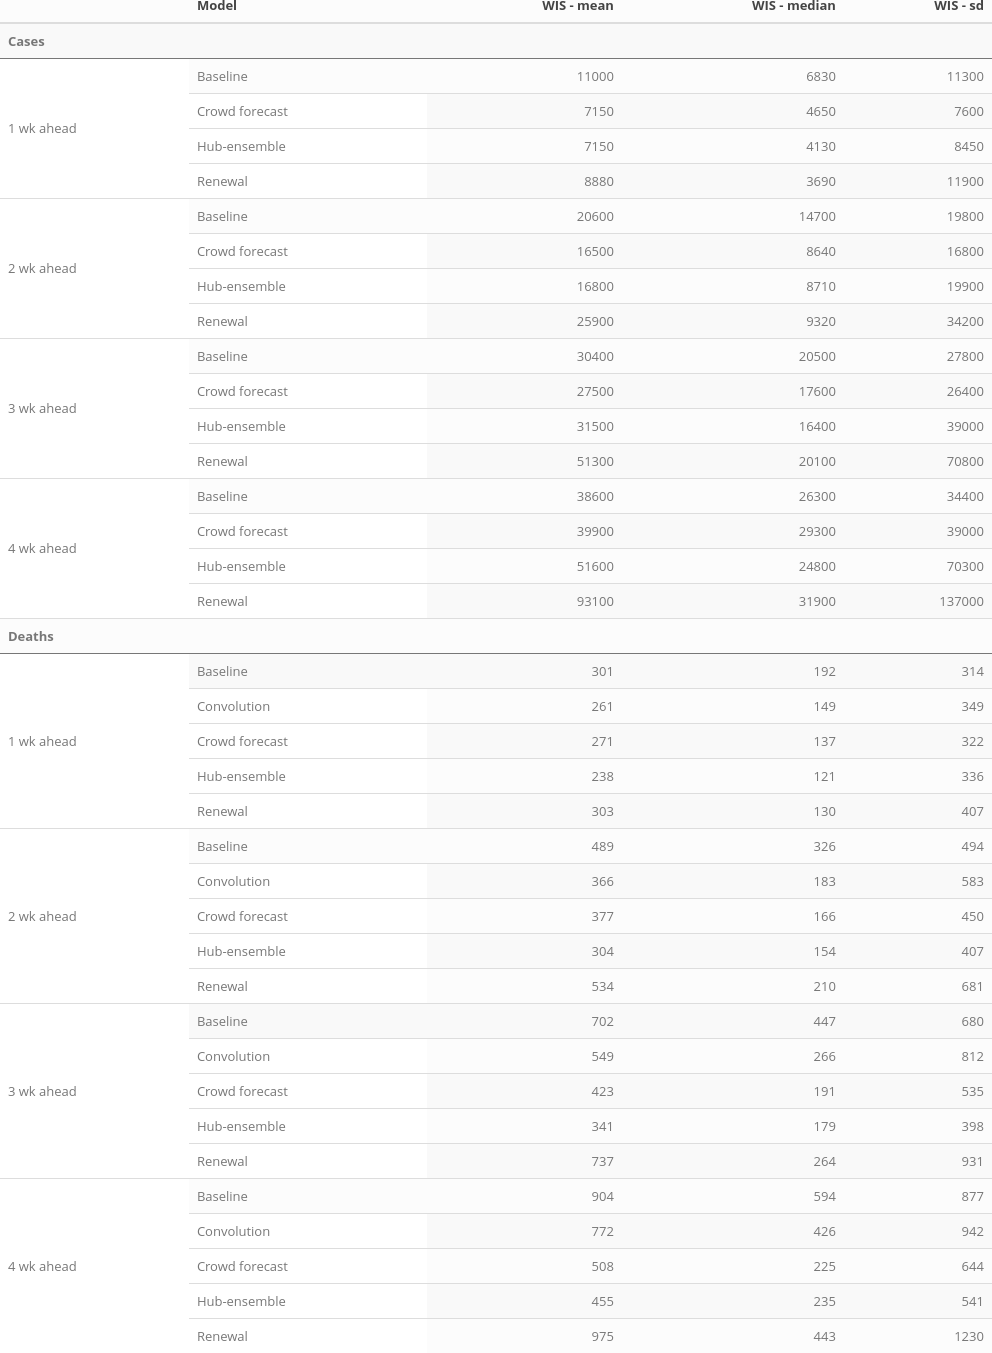 Model WIS - mean WIS - median WIS - sd
Cases
1 wk ahead
Baseline 11000 6830 11300
Crowd forecast 7150 4650 7600
Hub-ensemble 7150 4130 8450
Renewal 8880 3690 11900
2 wk ahead
Baseline 20600 14700 19800
Crowd forecast 16500 8640 16800
Hub-ensemble 16800 8710 19900
Renewal 25900 9320 34200
3 wk ahead
Baseline 30400 20500 27800
Crowd forecast 27500 17600 26400
Hub-ensemble 31500 16400 39000
Renewal 51300 20100 70800
4 wk ahead
Baseline 38600 26300 34400
Crowd forecast 39900 29300 39000
Hub-ensemble 51600 24800 70300
Renewal 93100 31900 137000
Deaths
1 wk ahead
Baseline 301 192 314
Convolution 261 149 349
Crowd forecast 271 137 322
Hub-ensemble 238 121 336
Renewal 303 130 407
2 wk ahead
Baseline 489 326 494
Convolution 366 183 583
Crowd forecast 377 166 450
Hub-ensemble 304 154 407
Renewal 534 210 681
3 wk ahead
Baseline 702 447 680
Convolution 549 266 812
Crowd forecast 423 191 535
Hub-ensemble 341 179 398
Renewal 737 264 931
4 wk ahead
Baseline 904 594 877
Convolution 772 426 942
Crowd forecast 508 225 644
Hub-ensemble 455 235 541
Renewal 975 443 1230